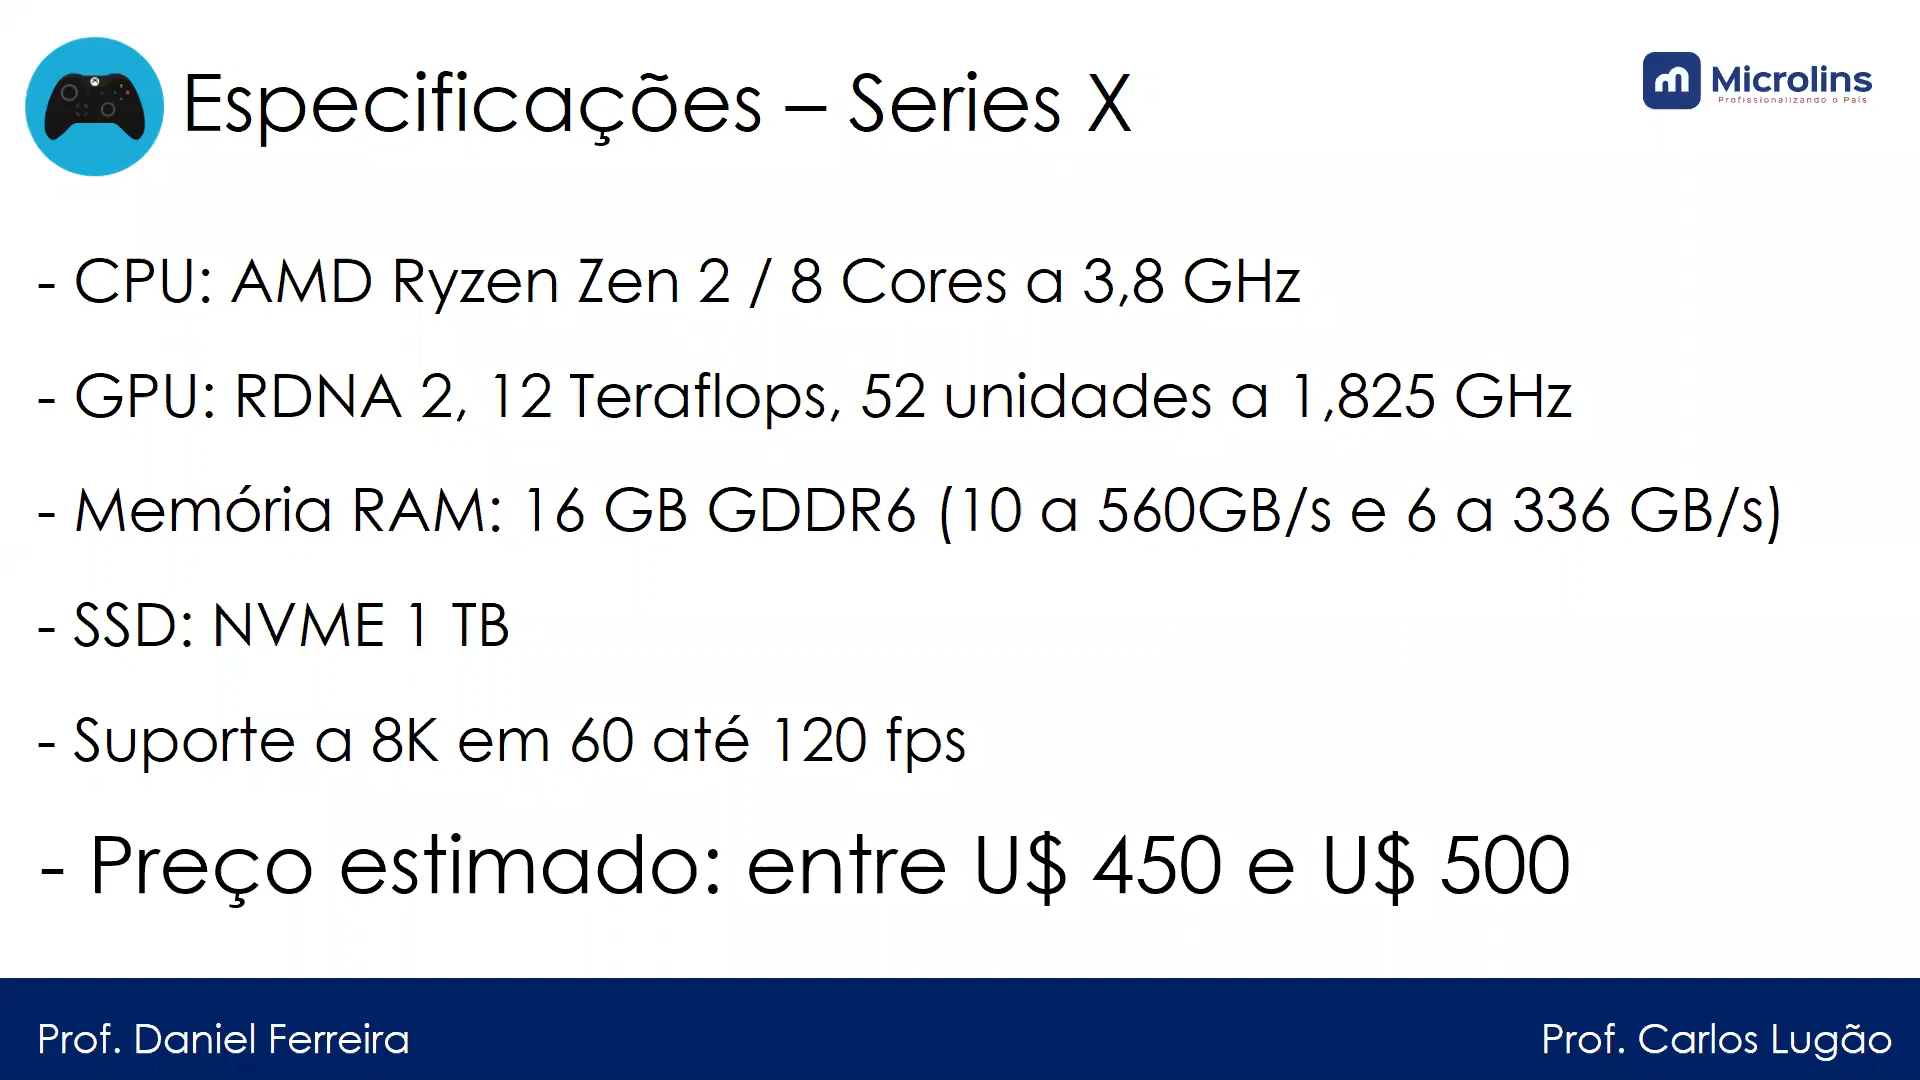 Especificações – Series X
Microlins
Profissionalizando o País
- CPU: AMD Ryzen Zen 2 / 8 Cores a 3,8 GHz
- GPU: RDNA 2, 12 Teraflops, 52 unidades a 1,825 GHz
- Memória RAM: 16 GB GDDR6 (10 a 560GB/s e 6 a 336 GB/s)
- SSD: NVME 1 TB
- Suporte a 8K em 60 até 120 fps
- Preço estimado: entre U$ 450 e U$ 500
Prof. Daniel Ferreira
Prof. Carlos Lugão